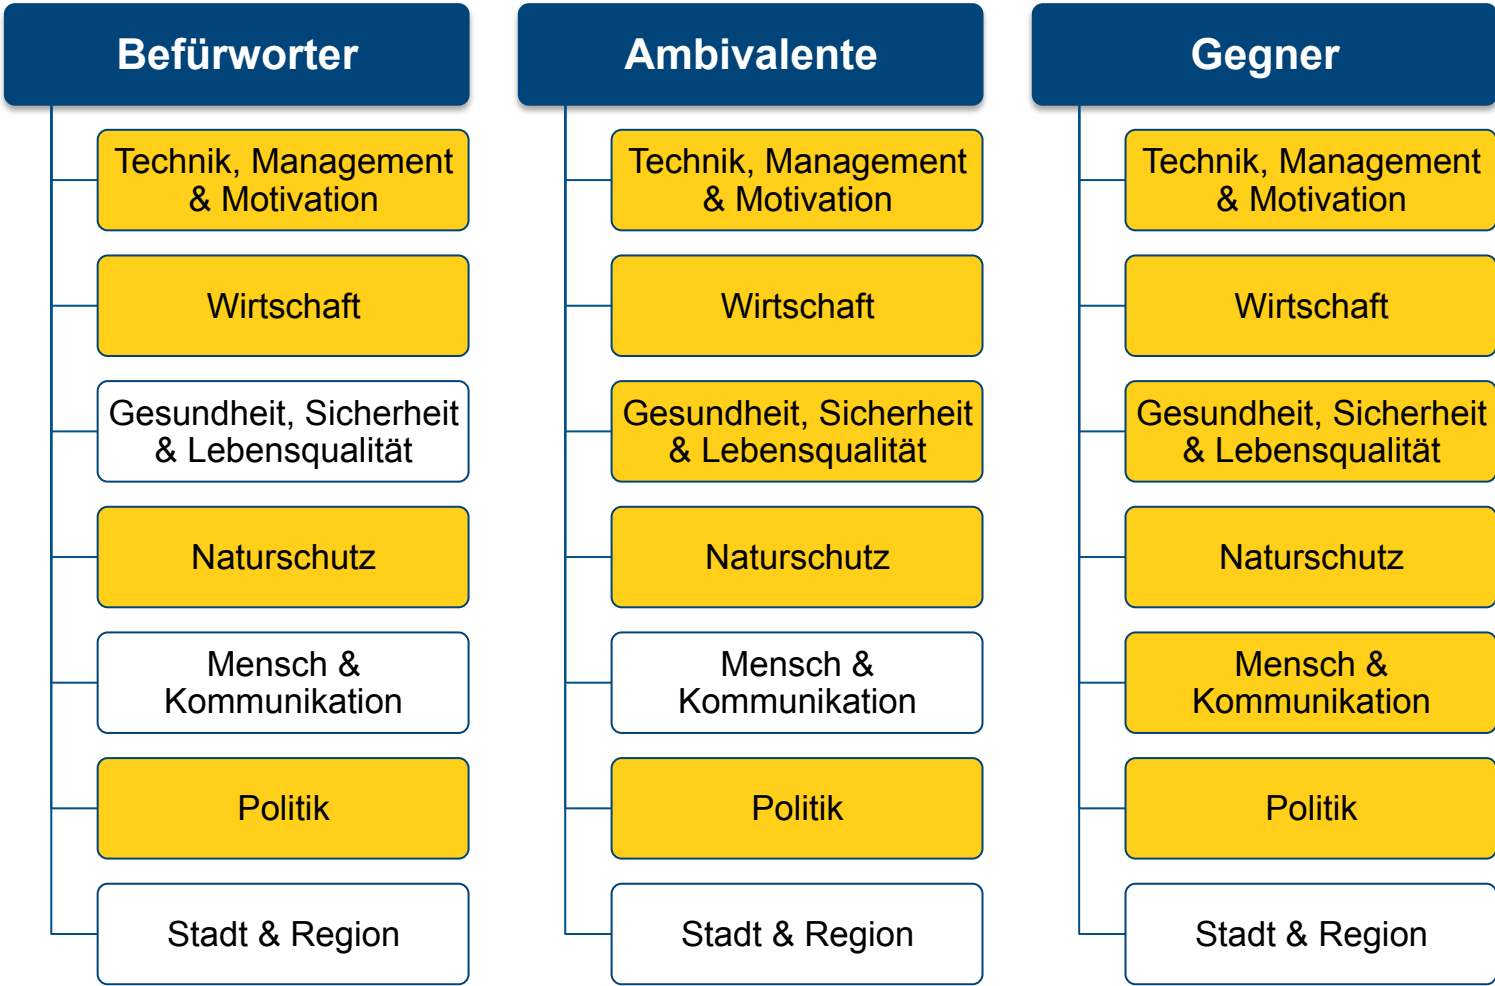 Befürworter
Technik, Management
& Motivation
Wirtschaft
Gesundheit, Sicherheit
& Lebensqualität
Naturschutz
Mensch &
Kommunikation
Politik
Stadt & Region
Ambivalente
Technik, Management
& Motivation
Wirtschaft
Gesundheit, Sicherheit
& Lebensqualität
Naturschutz
Mensch &
Kommunikation
Politik
Stadt & Region
Gegner
Technik, Management
& Motivation
Wirtschaft
Gesundheit, Sicherheit
& Lebensqualität
Naturschutz
Mensch &
Kommunikation
Politik
Stadt & Region